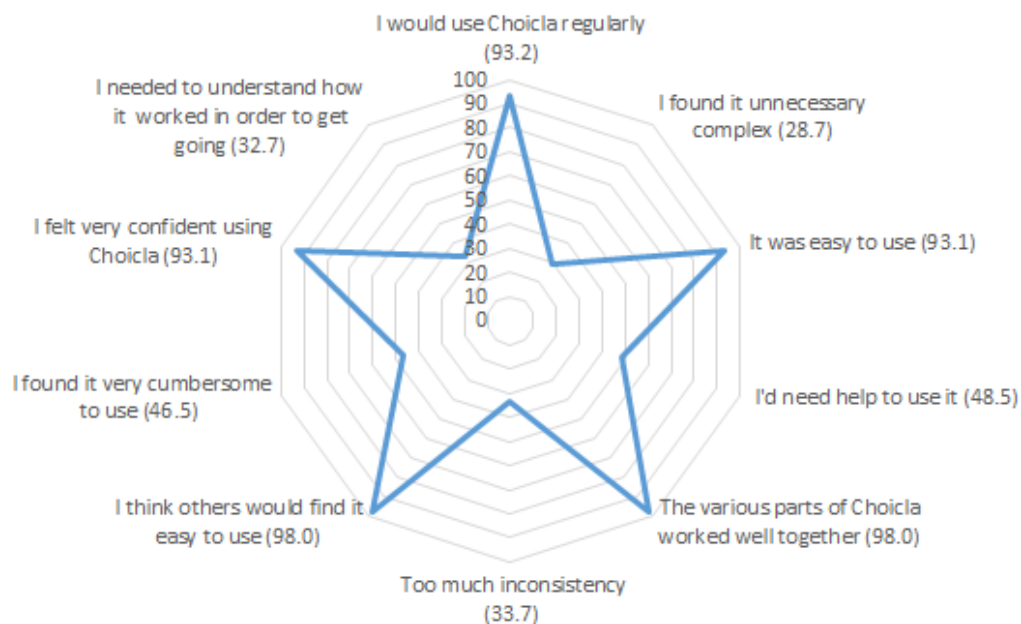 I would use Choicla regularly
(93.2)
I found it unnecessary
complex (28.7)
It was easy to use (93.1)
I'd need help to use it (48.5)
The various parts of Choicla
worked well together (98.0)
Too much inconsistency
(33.7)
I think others would find it
easy to use (98.0)
I found it very cumbersome
to use (46.5)
I felt very confident using
Choicla (93.1)
I needed to understand how
it worked in order to get
going (32.7)
100
90
80
70
60
50
40
30
20
10
0